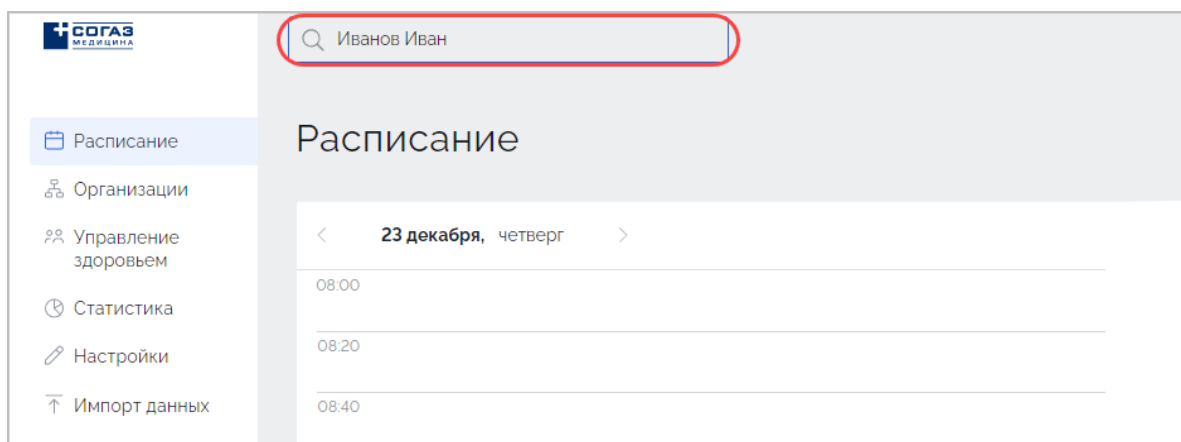 СОГАЗ
МЕДИЦИНА
Иванов Иван
Расписание
Расписание
Организации
Управление
здоровьем
Статистика
Настройки
Импорт данных
23 декабря, четверг
08:00
08:20
08:40